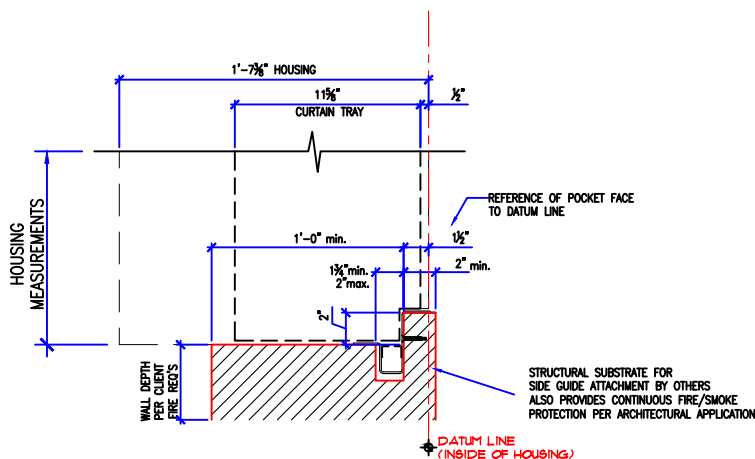 1'-7⅜" HOUSING
11⅝"
CURTAIN TRAY
½"
HOUSING
MEASUREMENTS
REFERENCE OF POCKET FACE
TO DATUM LINE
1'-0" min.
1½"
1¾"min.
2"max.
2" min.
2"
WALL DEPTH
PER CLIENT
FIRE REQ'S
STRUCTURAL SUBSTRATE FOR
SIDE GUIDE ATTACHMENT BY OTHERS
ALSO PROVIDES CONTINUOUS FIRE/SMOKE
PROTECTION PER ARCHITECTURAL APPLICATION
DATUM LINE
(INSIDE OF HOUSING)